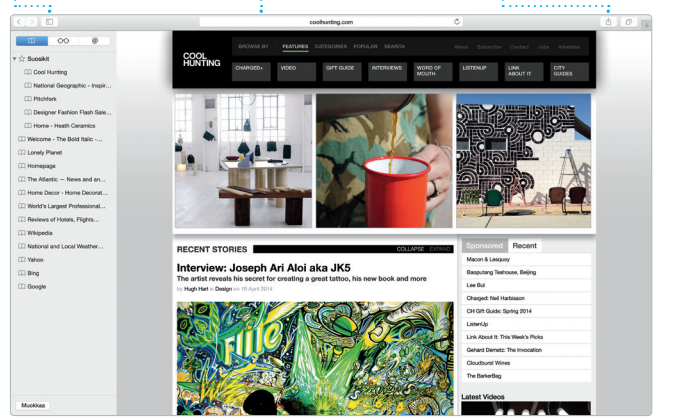 coolhunting.com
Suosikit
Cool Hunting
National Geographic - Inspir...
Pitchfork
Designer Fashion Flash Sale...
Home - Heath Ceramics
Welcome - The Bold Italic -...
Lonely Planet
Homepage
The Atlantic — News and an...
Home Decor - Home Decorat...
World's Largest Professional...
Reviews of Hotels, Flights...
Wikipedia
National and Local Weather...
Yahoo
Bing
Google
Muokkaa
COOL
HUNTING
BROWSE BY FEATURES CATEGORIES POPULAR SEARCH
About Subscribe Contact Jobs Advertise
CHARGED+ VIDEO GIFT GUIDE INTERVIEWS WORD OF MOUTH LISTENUP LINK ABOUT IT CITY GUIDES
RECENT STORIES COLLAPSE EXPAND
Interview: Joseph Ari Aloi aka JK5
The artist reveals his secret for creating a great tattoo, his new book and more
by Hugh Hart in Design on 10 April 2014
Flite
Sponsored Recent
Macon & Lesquoy
Baoputang Teahouse, Beijing
Lee Bul
Charged: Neil Harbisson
CH Gift Guide: Spring 2014
ListenUp
Link About It: This Week's Picks
Gehard Demetz: The Invocation
Cloudburst Wines
The BarkerBag
Latest Videos